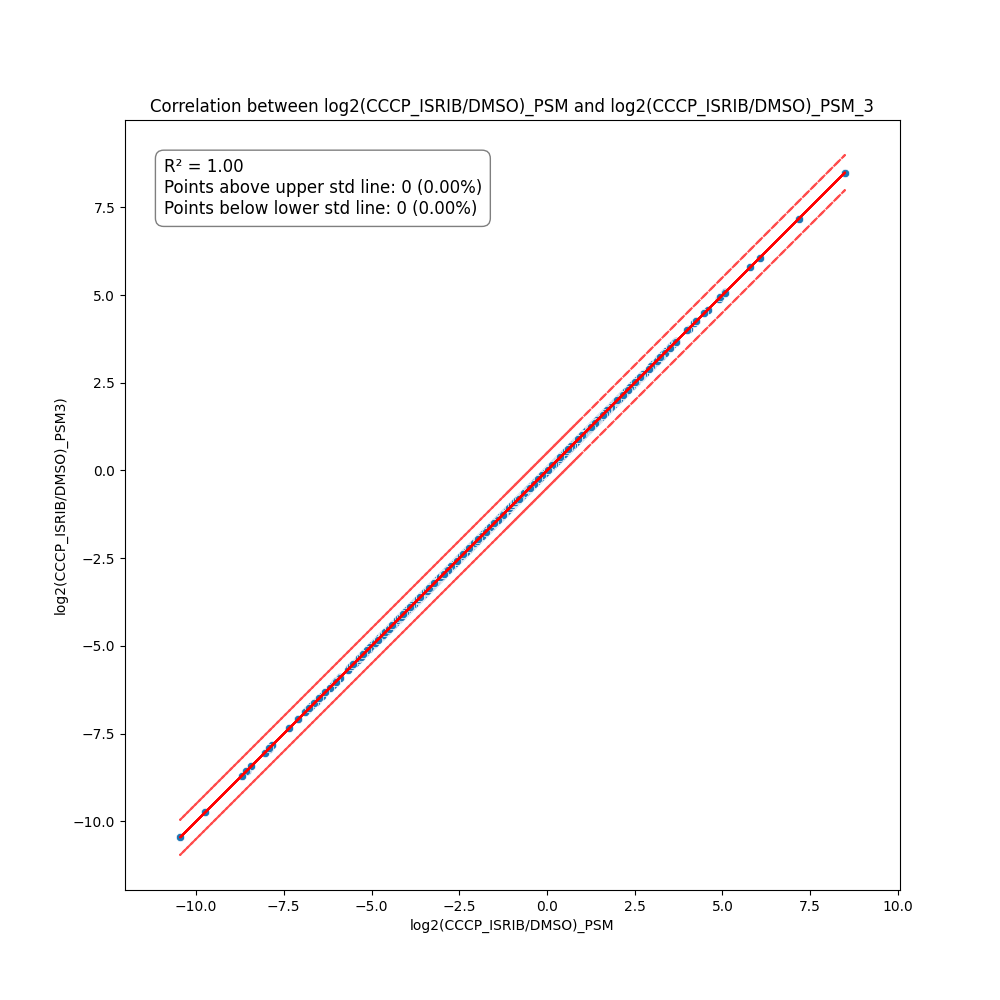 Correlation between log2(CCCP_ISRIB/DMSO)_PSM and log2(CCCP_ISRIB/DMSO)_PSM_3
R² = 1.00
Points above upper std line: 0 (0.00%)
Points below lower std line: 0 (0.00%)
7.5
5.0
2.5
0.0
−2.5
−5.0
−7.5
−10.0
log2(CCCP_ISRIB/DMSO)_PSM3)
−10.0 −7.5 −5.0 −2.5 0.0 2.5 5.0 7.5 10.0
log2(CCCP_ISRIB/DMSO)_PSM